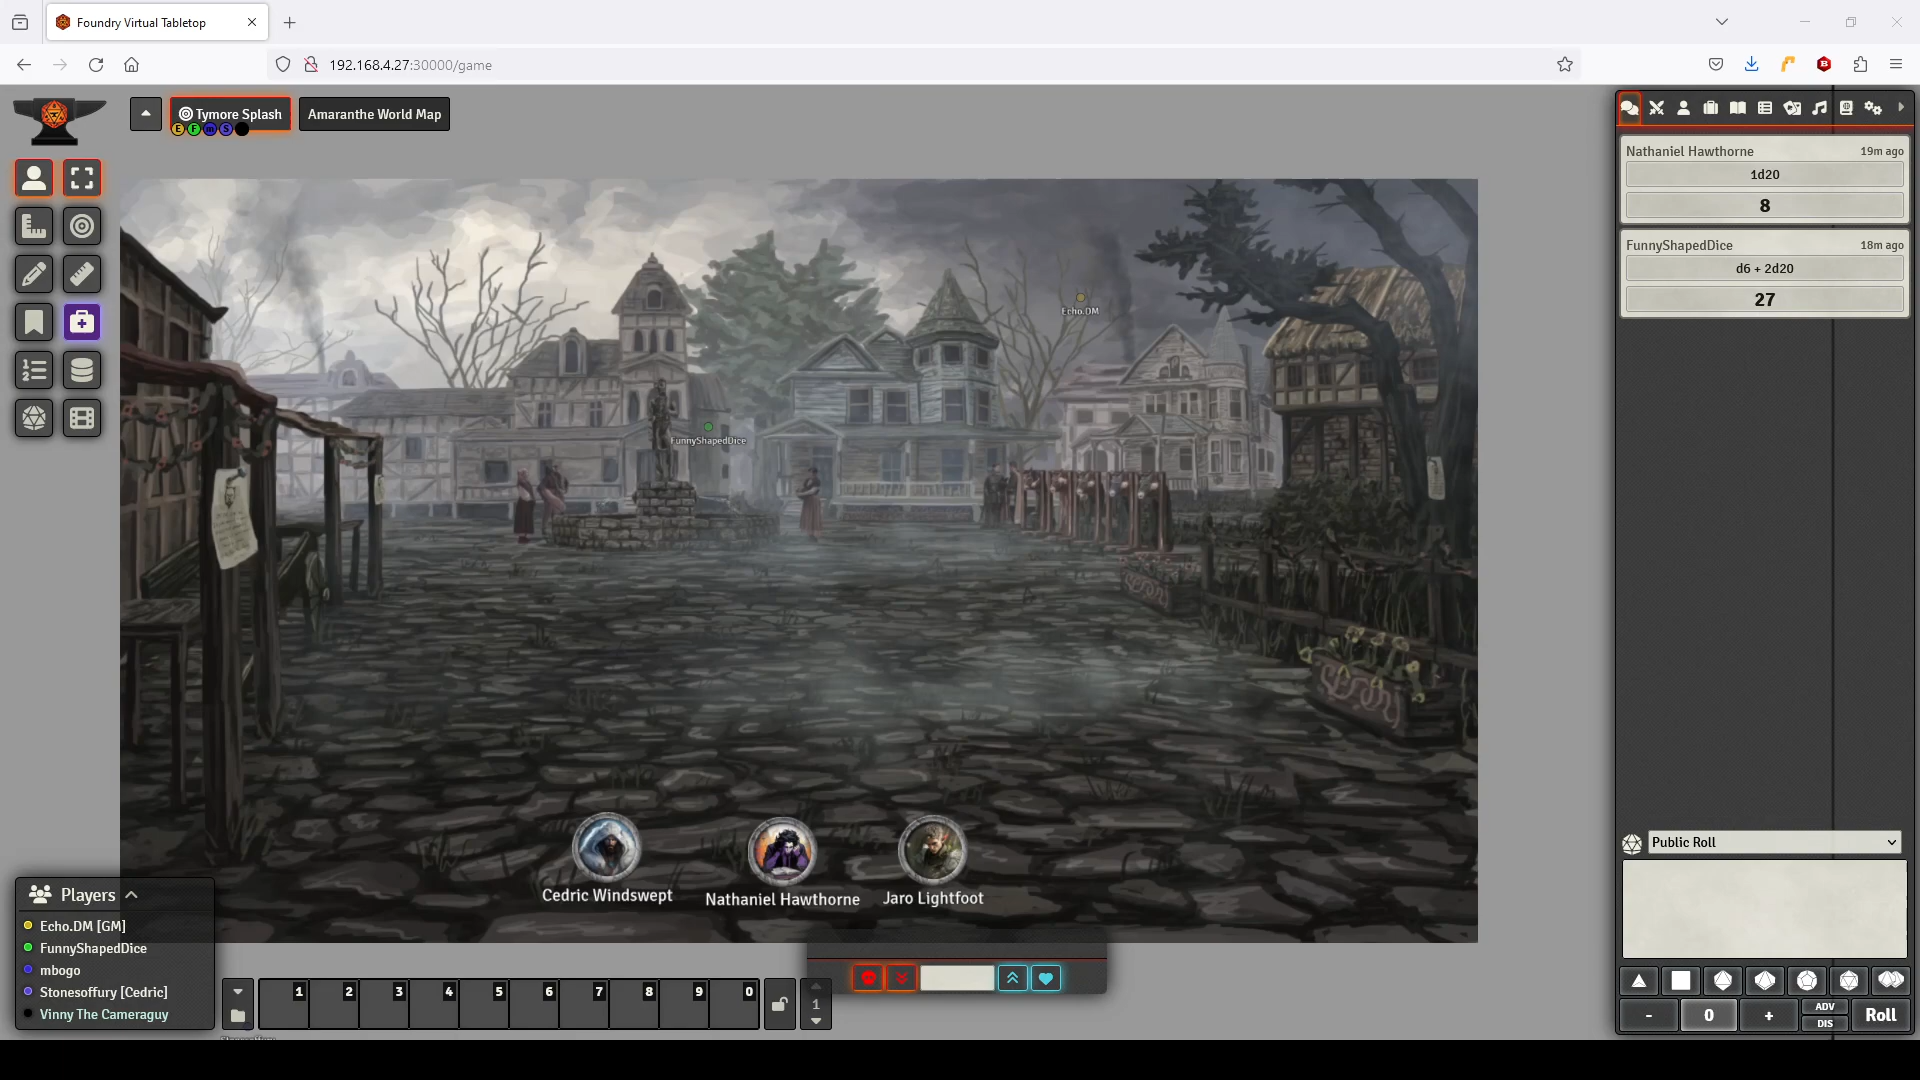 Foundry Virtual Tabletop
192.168.4.27:30000/game
Tymore Splash
Amaranthe World Map
E F m S
Nathaniel Hawthorne 19m ago
1d20
8
FunnyShapedDice 18m ago
d6 + 2d20
27
Echo.DM
FunnyShapedDice
Cedric Windswept
Nathaniel Hawthorne
Jaro Lightfoot
Public Roll
Players
Echo.DM [GM]
FunnyShapedDice
mbogo
Stonesoffury [Cedric]
Vinny The Cameraguy
1 2 3 4 5 6 7 8 9 0
1
- 0 + ADV
DIS
Roll